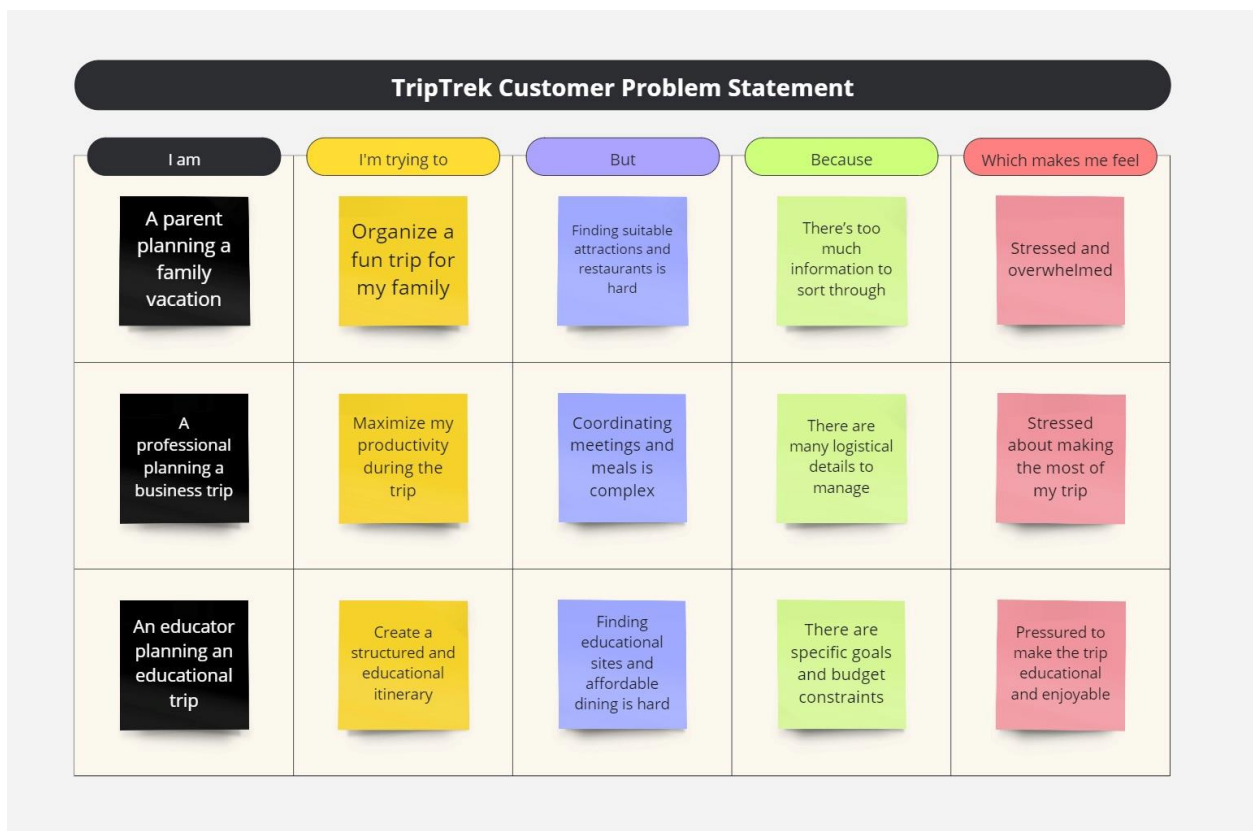 TripTrek Customer Problem Statement
I am
I'm trying to
But
Because
Which makes me feel
A parent
planning a
family
vacation
Organize a
fun trip for
my family
Finding suitable
attractions and
restaurants is
hard
There’s too
much
information to
sort through
Stressed and
overwhelmed
A
professional
planning a
business trip
Maximize my
productivity
during the
trip
Coordinating
meetings and
meals is
complex
There are
many logistical
details to
manage
Stressed
about making
the most of
my trip
An educator
planning an
educational
trip
Create a
structured and
educational
itinerary
Finding
educational
sites and
affordable
dining is hard
There are
specific goals
and budget
constraints
Pressured to
make the trip
educational
and enjoyable